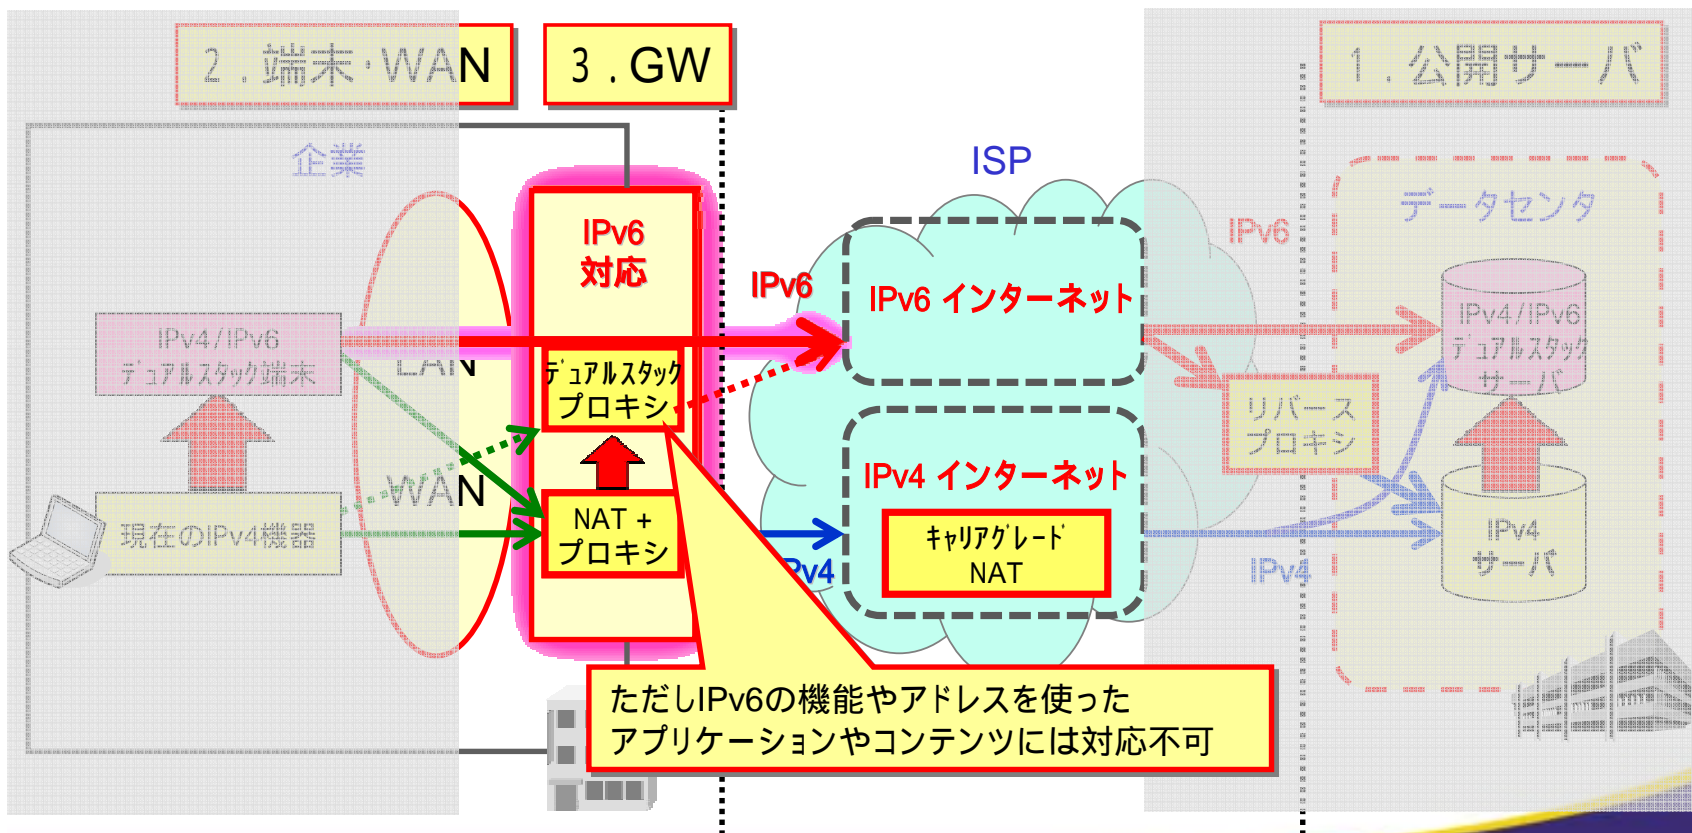 ２．端末・WAN
３．GW
１．公開サーバ
企業
ISP
データセンタ
IPv6
対応
IPv6
IPv6 インターネット
IPv6
IPv4/IPv6
デュアルスタック端末
LAN
デュアルスタック
プロキシ
IPv4/IPv6
デュアルスタック
サーバ
リバース
プロキシ
WAN
IPv4 インターネット
現在のIPv4機器
NAT +
プロキシ
キャリアグレード
NAT
IPv4
サーバ
Pv4
IPv4
ただしIPv6の機能やアドレスを使った
アプリケーションやコンテンツには対応不可